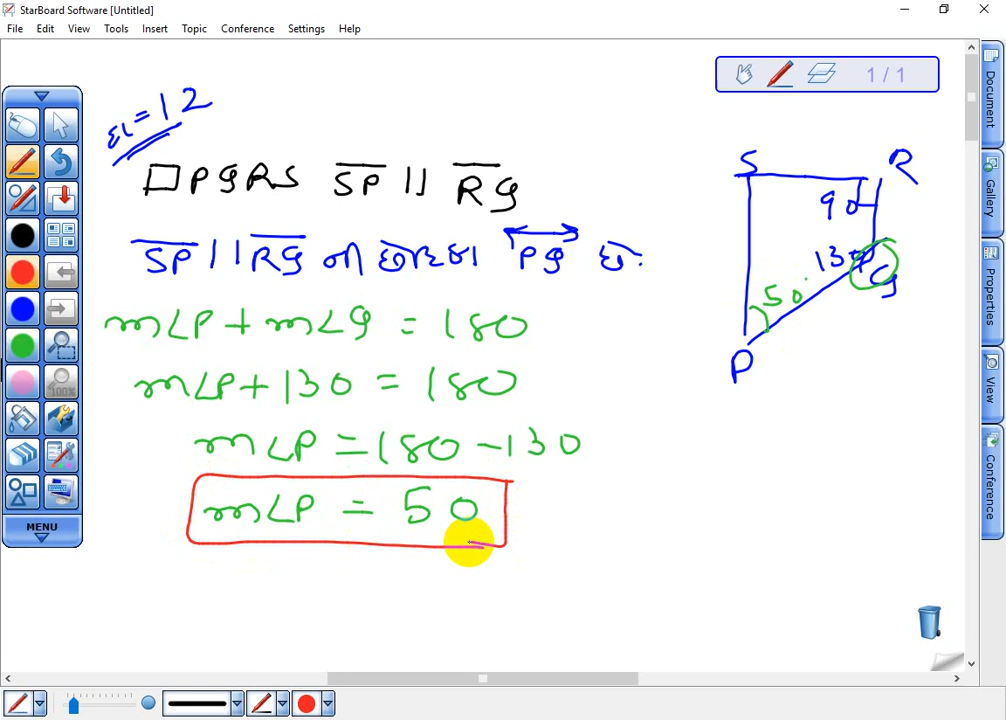 StarBoard Software [Untitled]
File Edit View Tools Insert Topic Conference Settings Help
1 / 1
Document
Gallery
Properties
View
Conference
MENU
100%
દા = 12
□PQRS SP || RQ
SP || RQ ની છેદિકા PQ છે.
m∠P + m∠Q = 180
m∠P + 130 = 180
m∠P = 180 - 130
m∠P = 50
S R
90
130
Q
50°
P